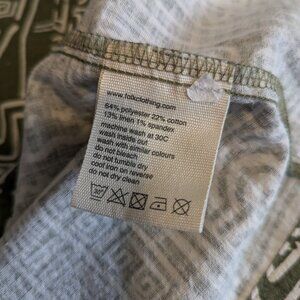 www.folkclothing.com
64% polyester 22% cotton
13% linen 1% spandex
machine wash at 30C
wash inside out
wash with similar colours
do not bleach
do not tumble dry
cool iron on reverse
do not dry clean